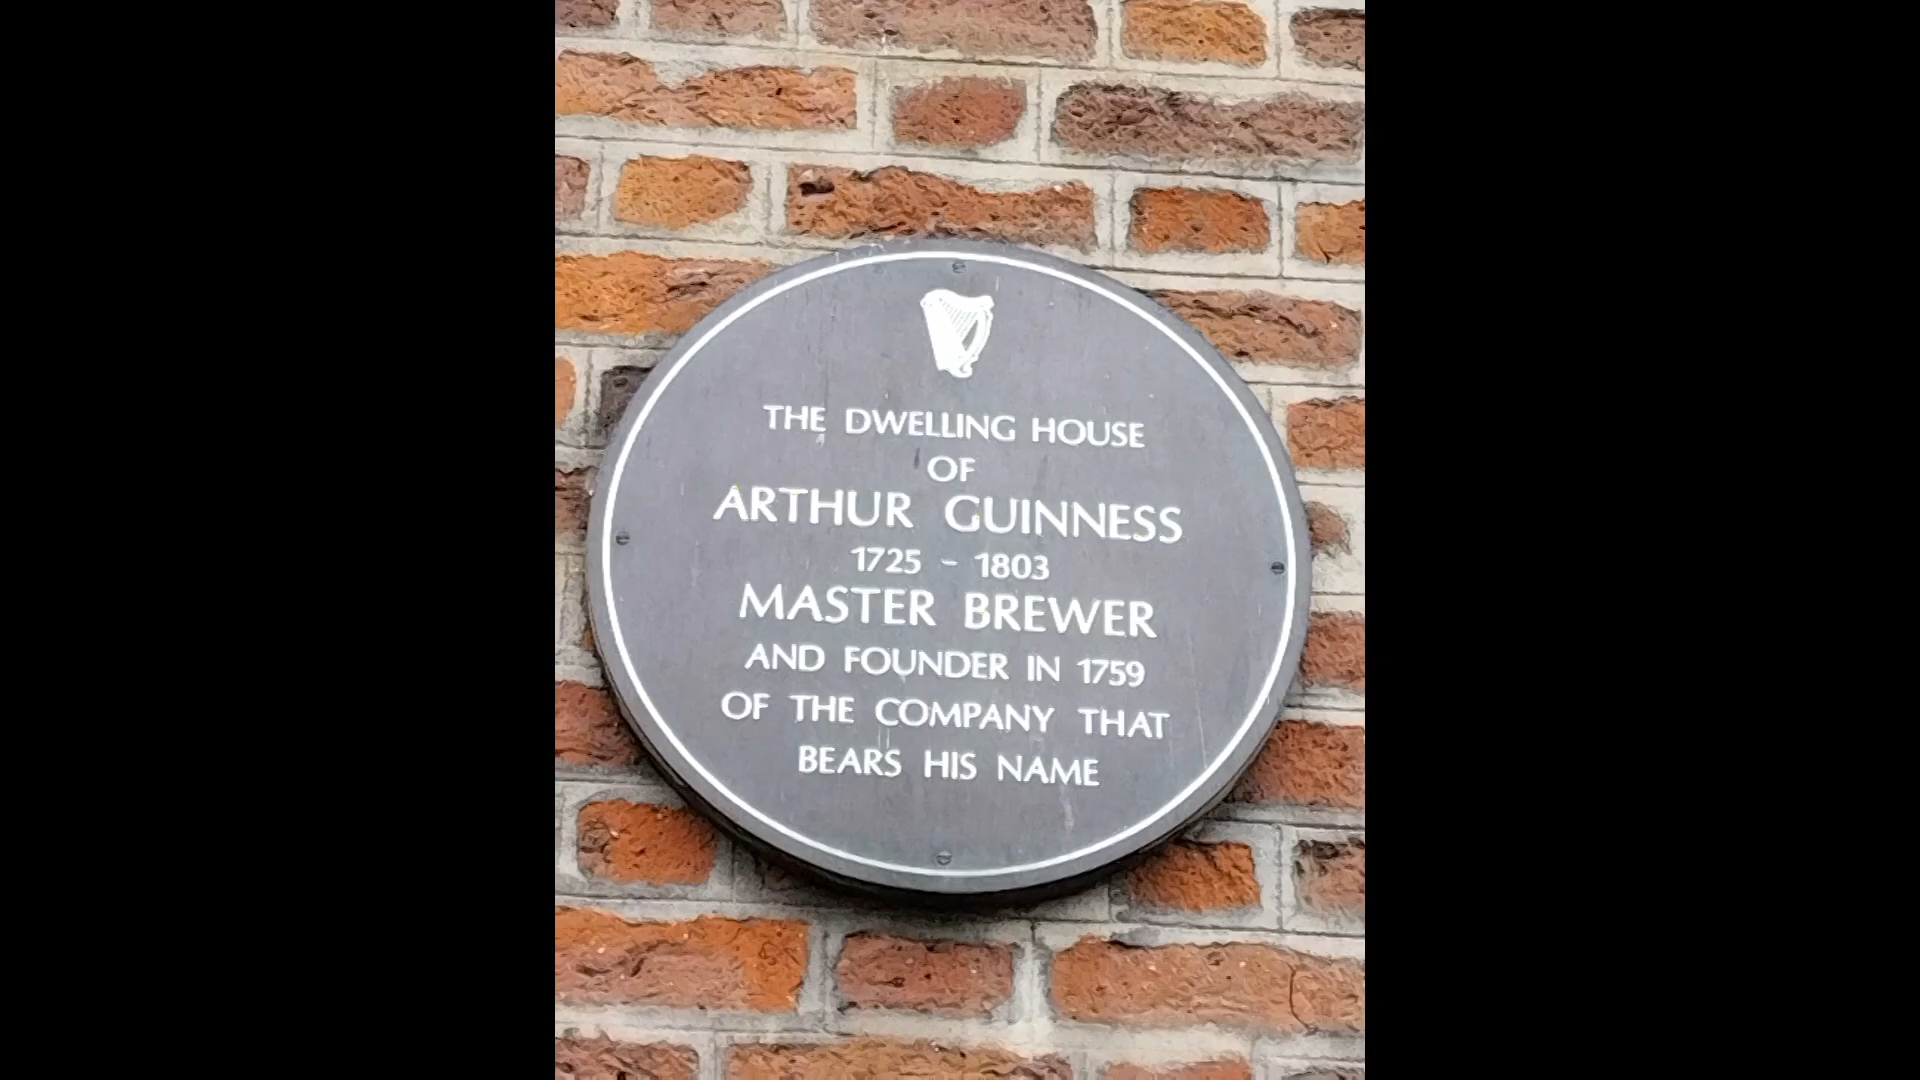 THE DWELLING HOUSE
OF
ARTHUR GUINNESS
1725 - 1803
MASTER BREWER
AND FOUNDER IN 1759
OF THE COMPANY THAT
BEARS HIS NAME